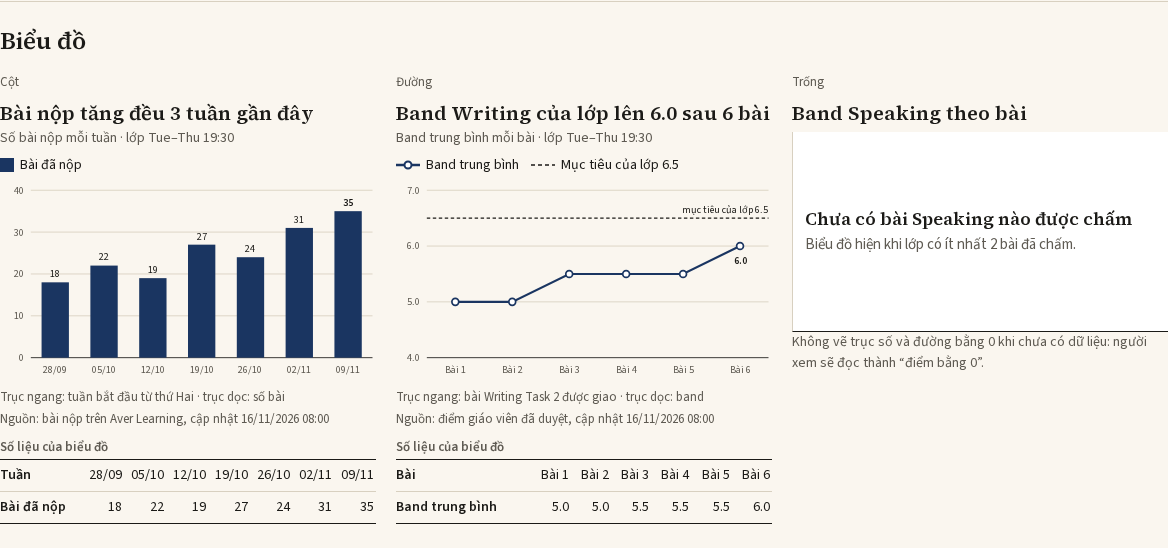 Biểu đồ
Cột
Bài nộp tăng đều 3 tuần gần đây
Số bài nộp mỗi tuần · lớp Tue–Thu 19:30
Bài đã nộp
40
30
20
10
0
18
22
19
27
24
31
35
28/09 05/10 12/10 19/10 26/10 02/11 09/11
Trục ngang: tuần bắt đầu từ thứ Hai · trục dọc: số bài
Nguồn: bài nộp trên Aver Learning, cập nhật 16/11/2026 08:00
Số liệu của biểu đồ
Tuần 28/09 05/10 12/10 19/10 26/10 02/11 09/11
Bài đã nộp 18 22 19 27 24 31 35
Đường
Band Writing của lớp lên 6.0 sau 6 bài
Band trung bình mỗi bài · lớp Tue–Thu 19:30
Band trung bình Mục tiêu của lớp 6.5
7.0
mục tiêu của lớp 6.5
6.0
6.0
5.0
4.0
Bài 1 Bài 2 Bài 3 Bài 4 Bài 5 Bài 6
Trục ngang: bài Writing Task 2 được giao · trục dọc: band
Nguồn: điểm giáo viên đã duyệt, cập nhật 16/11/2026 08:00
Số liệu của biểu đồ
Bài Bài 1 Bài 2 Bài 3 Bài 4 Bài 5 Bài 6
Band trung bình 5.0 5.0 5.5 5.5 5.5 6.0
Trống
Band Speaking theo bài
Chưa có bài Speaking nào được chấm
Biểu đồ hiện khi lớp có ít nhất 2 bài đã chấm.
Không vẽ trục số và đường bằng 0 khi chưa có dữ liệu: người
xem sẽ đọc thành “điểm bằng 0”.